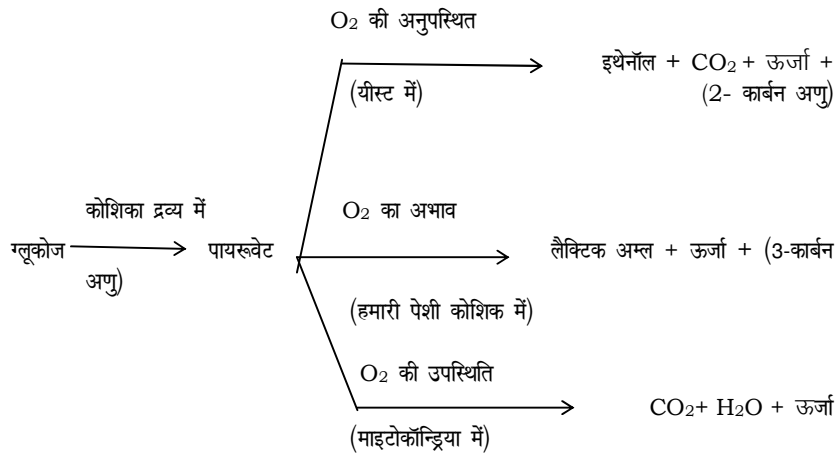 O₂ की अनुपस्थित
इथेनॉल + CO₂ + ऊर्जा +
(यीस्ट में)
(2- कार्बन अणु)
कोशिका द्रव्य में
O₂ का अभाव
ग्लूकोज
पायरूवेट
लैक्टिक अम्ल + ऊर्जा + (3-कार्बन
अणु)
(हमारी पेशी कोशिक में)
O₂ की उपस्थिति
CO₂+ H₂O + ऊर्जा
(माइटोकॉन्ड्रिया में)